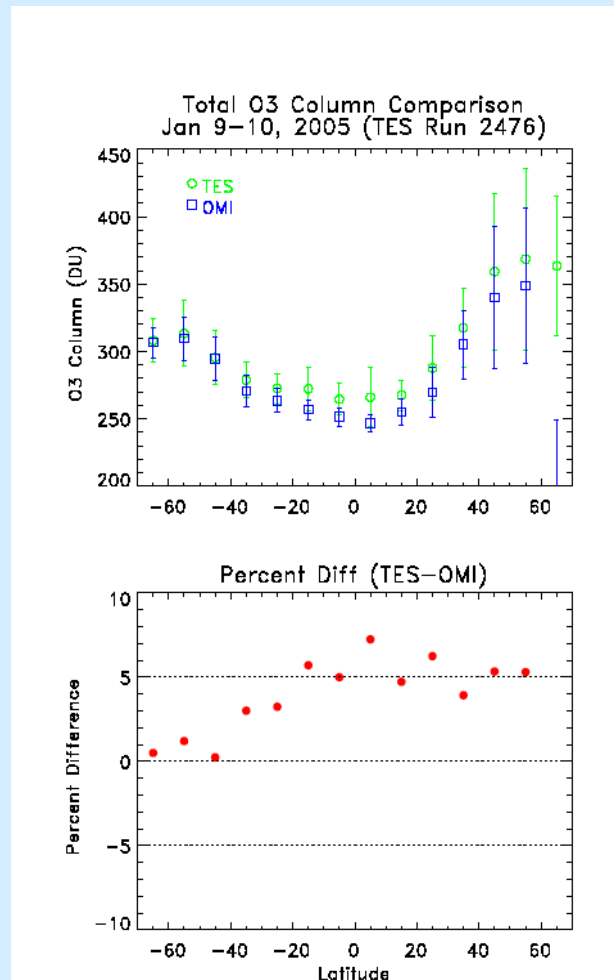 Total O3 Column Comparison
Jan 9-10, 2005 (TES Run 2476)
450
400
350
300
250
200
O3 Column (DU)
TES
OMI
-60 -40 -20 0 20 40 60
Percent Diff (TES-OMI)
10
5
0
-5
-10
Percent Difference
-60 -40 -20 0 20 40 60
Latitude